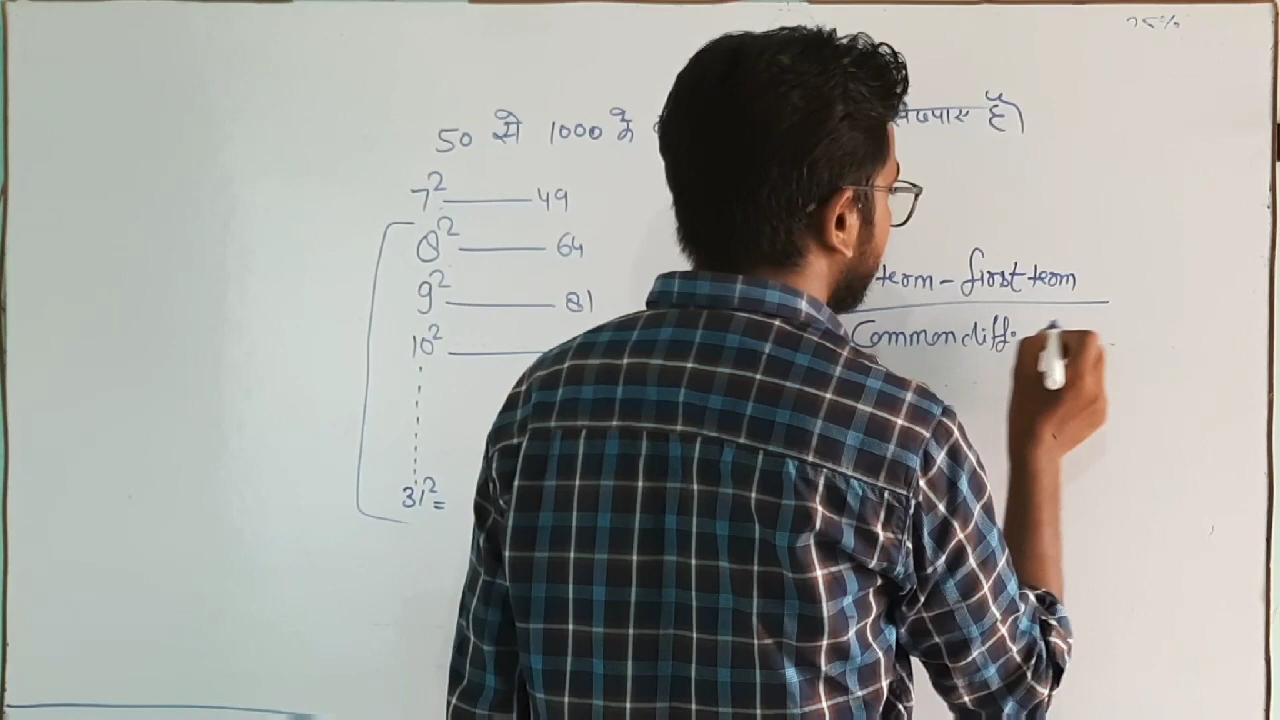 50 से 1000 के है)
7² —— 49
8² —— 64
9² —— 81
10² ——
31² =
term - first term
Common diff.